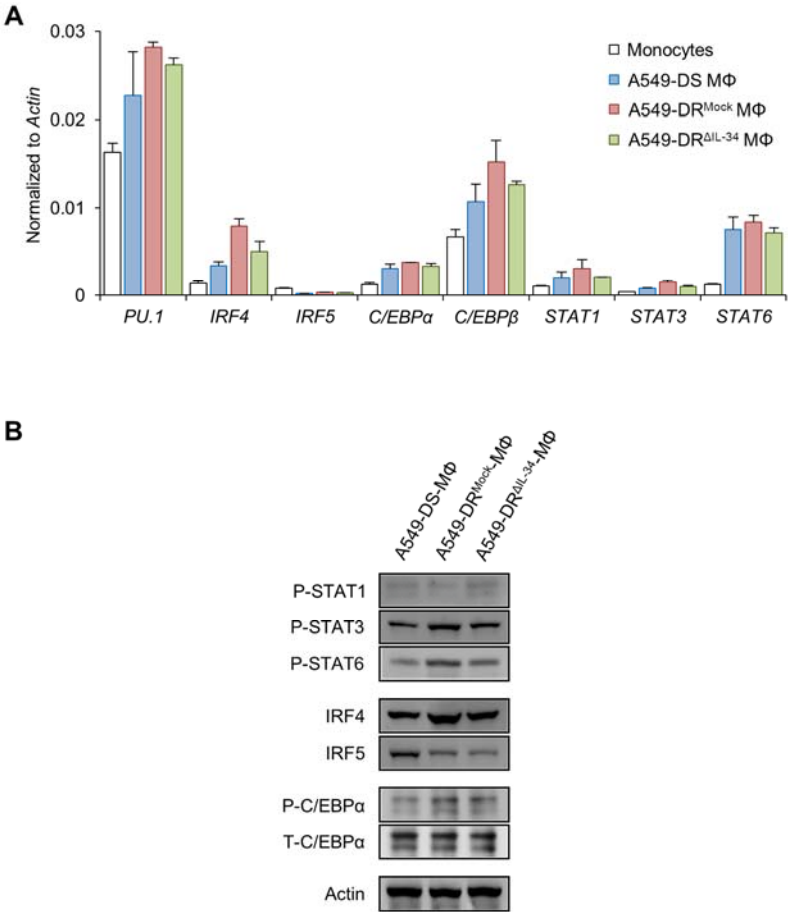 A
0.03
0.02
0.01
0
Normalized to Actin
Monocytes
A549-DS MΦ
A549-DRMock MΦ
A549-DRΔIL-34 MΦ
PU.1 IRF4 IRF5 C/EBPα C/EBPβ STAT1 STAT3 STAT6
B
A549-DS-MΦ
A549-DRMock-MΦ
A549-DRΔIL-34-MΦ
P-STAT1
P-STAT3
P-STAT6
IRF4
IRF5
P-C/EBPα
T-C/EBPα
Actin